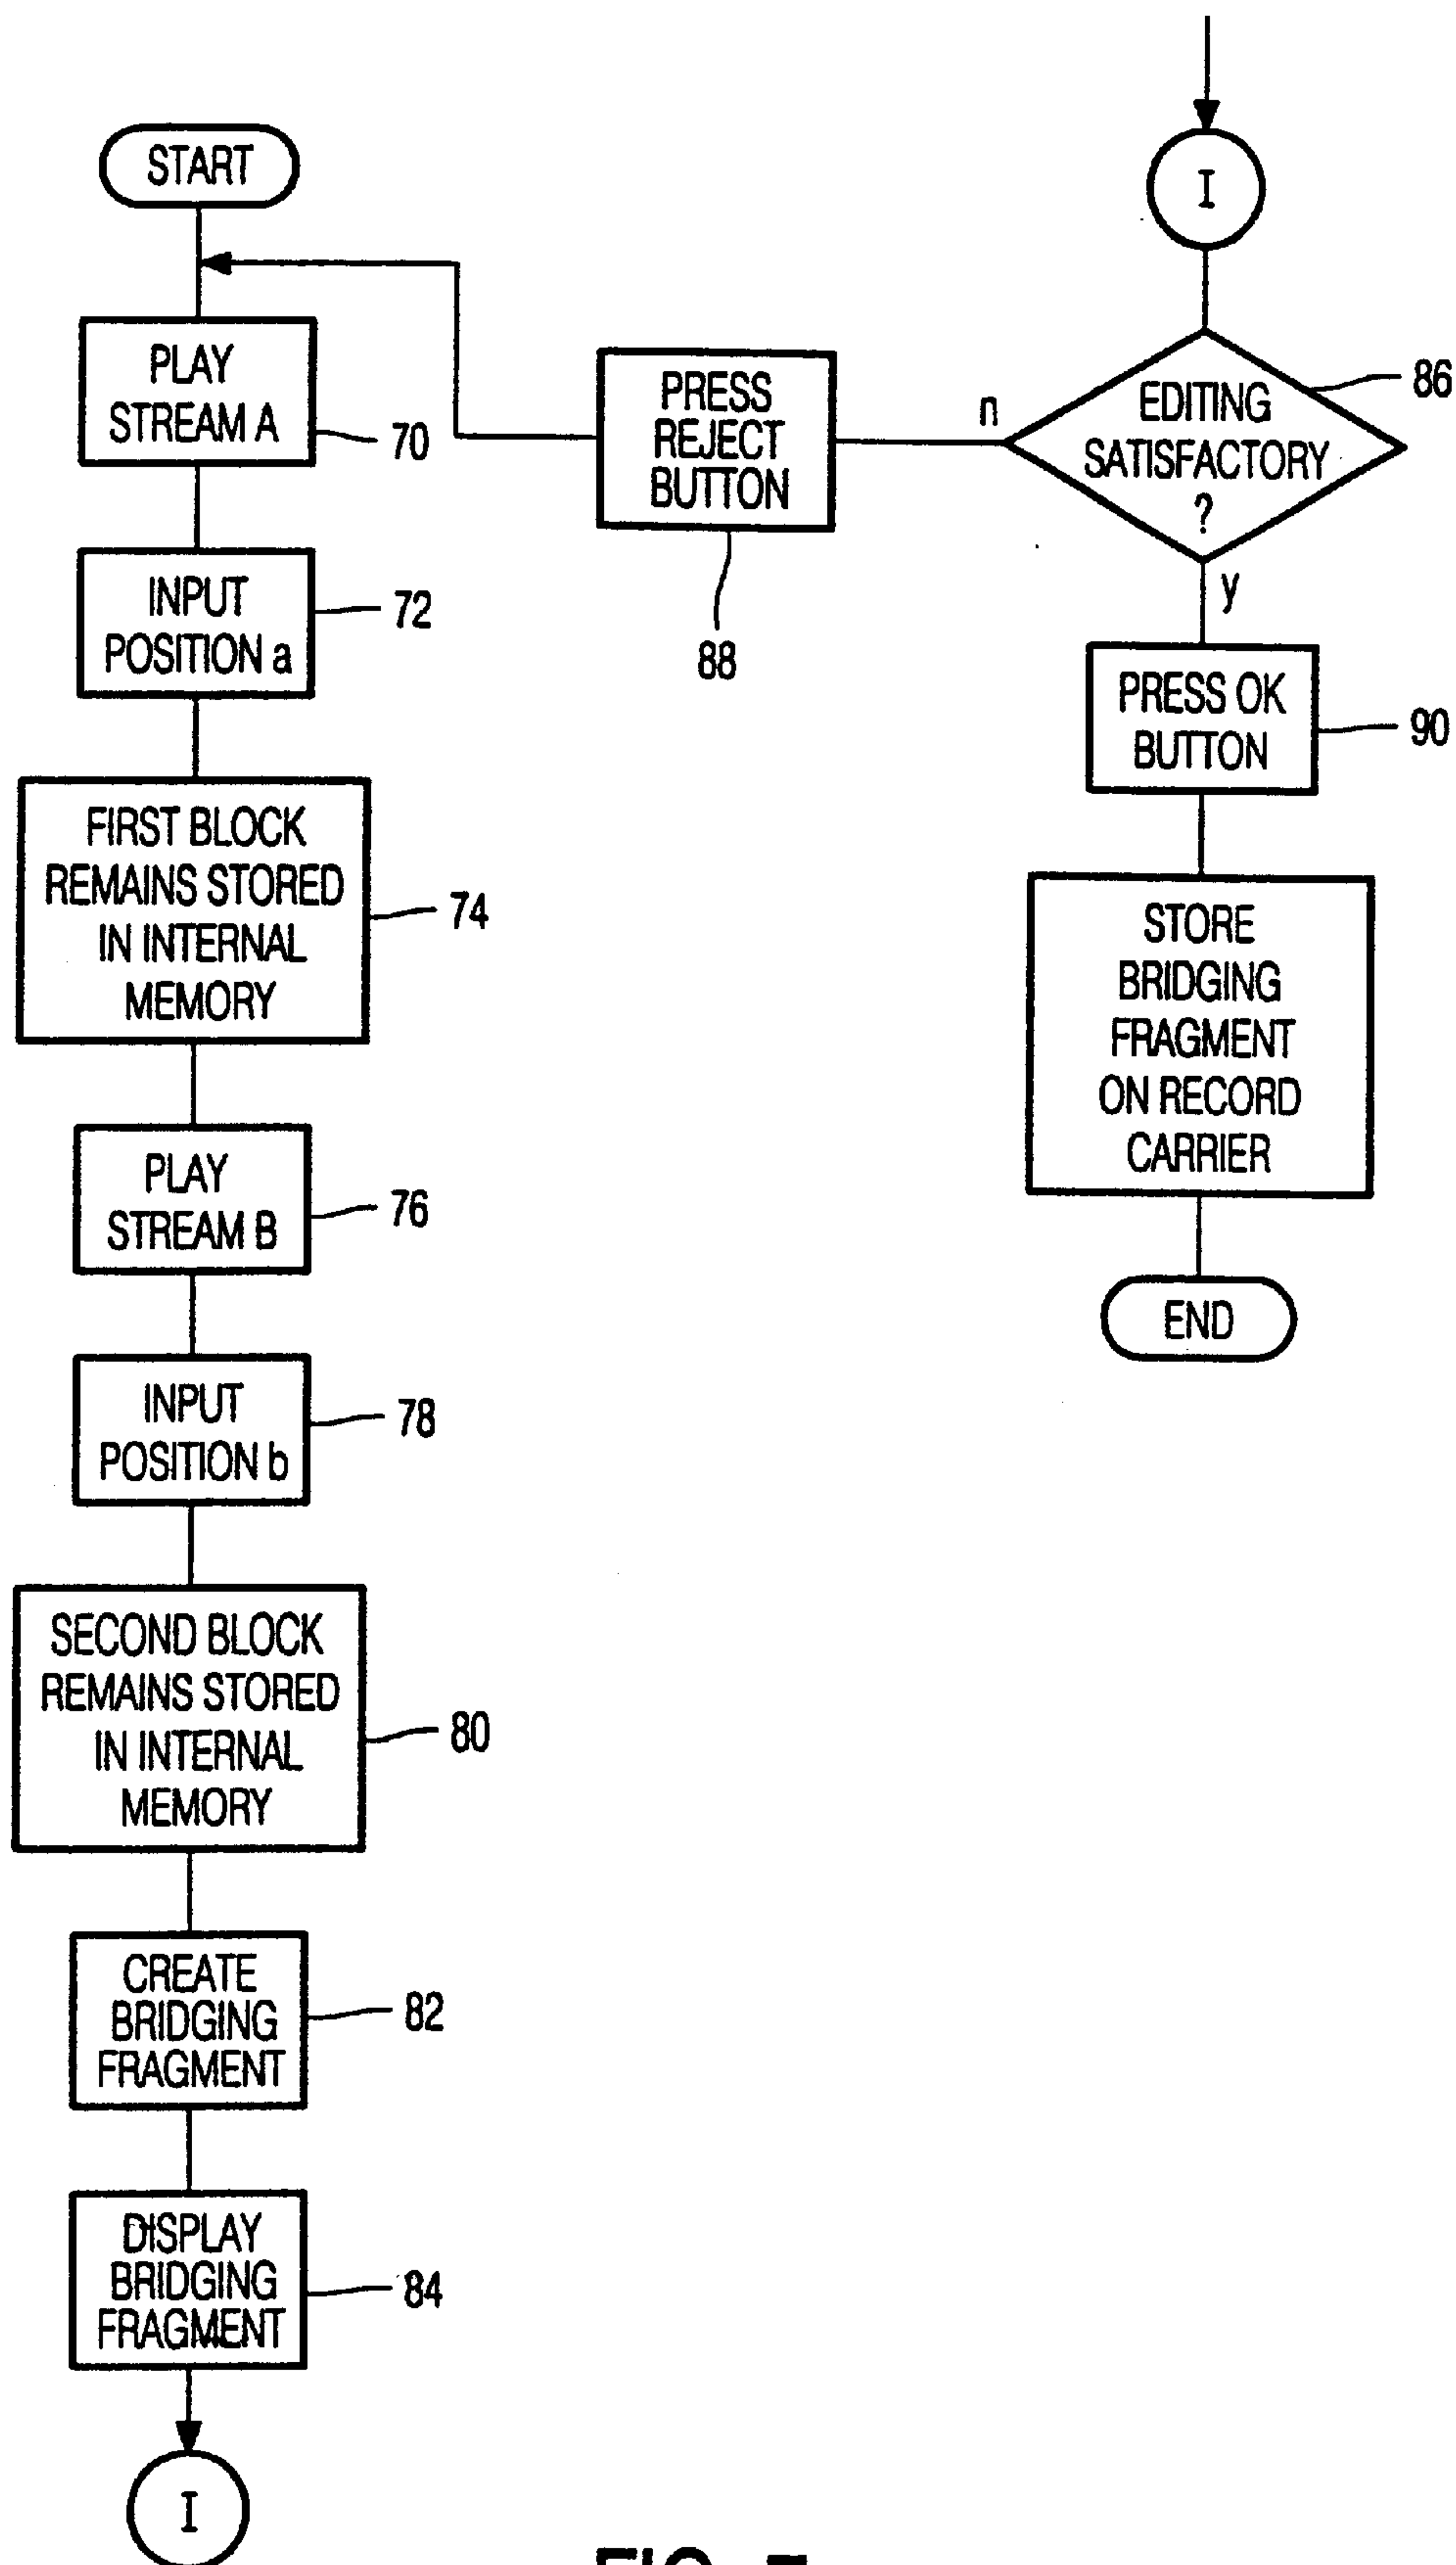 START
PLAY
STREAM A
70
INPUT
POSITION a
72
FIRST BLOCK
REMAINS STORED
IN INTERNAL
MEMORY
74
PLAY
STREAM B
76
INPUT
POSITION b
78
SECOND BLOCK
REMAINS STORED
IN INTERNAL
MEMORY
80
CREATE
BRIDGING
FRAGMENT
82
DISPLAY
BRIDGING
FRAGMENT
84
I
I
EDITING
SATISFACTORY
?
86
n
PRESS
REJECT
BUTTON
88
y
PRESS OK
BUTTON
90
STORE
BRIDGING
FRAGMENT
ON RECORD
CARRIER
END
FIG.